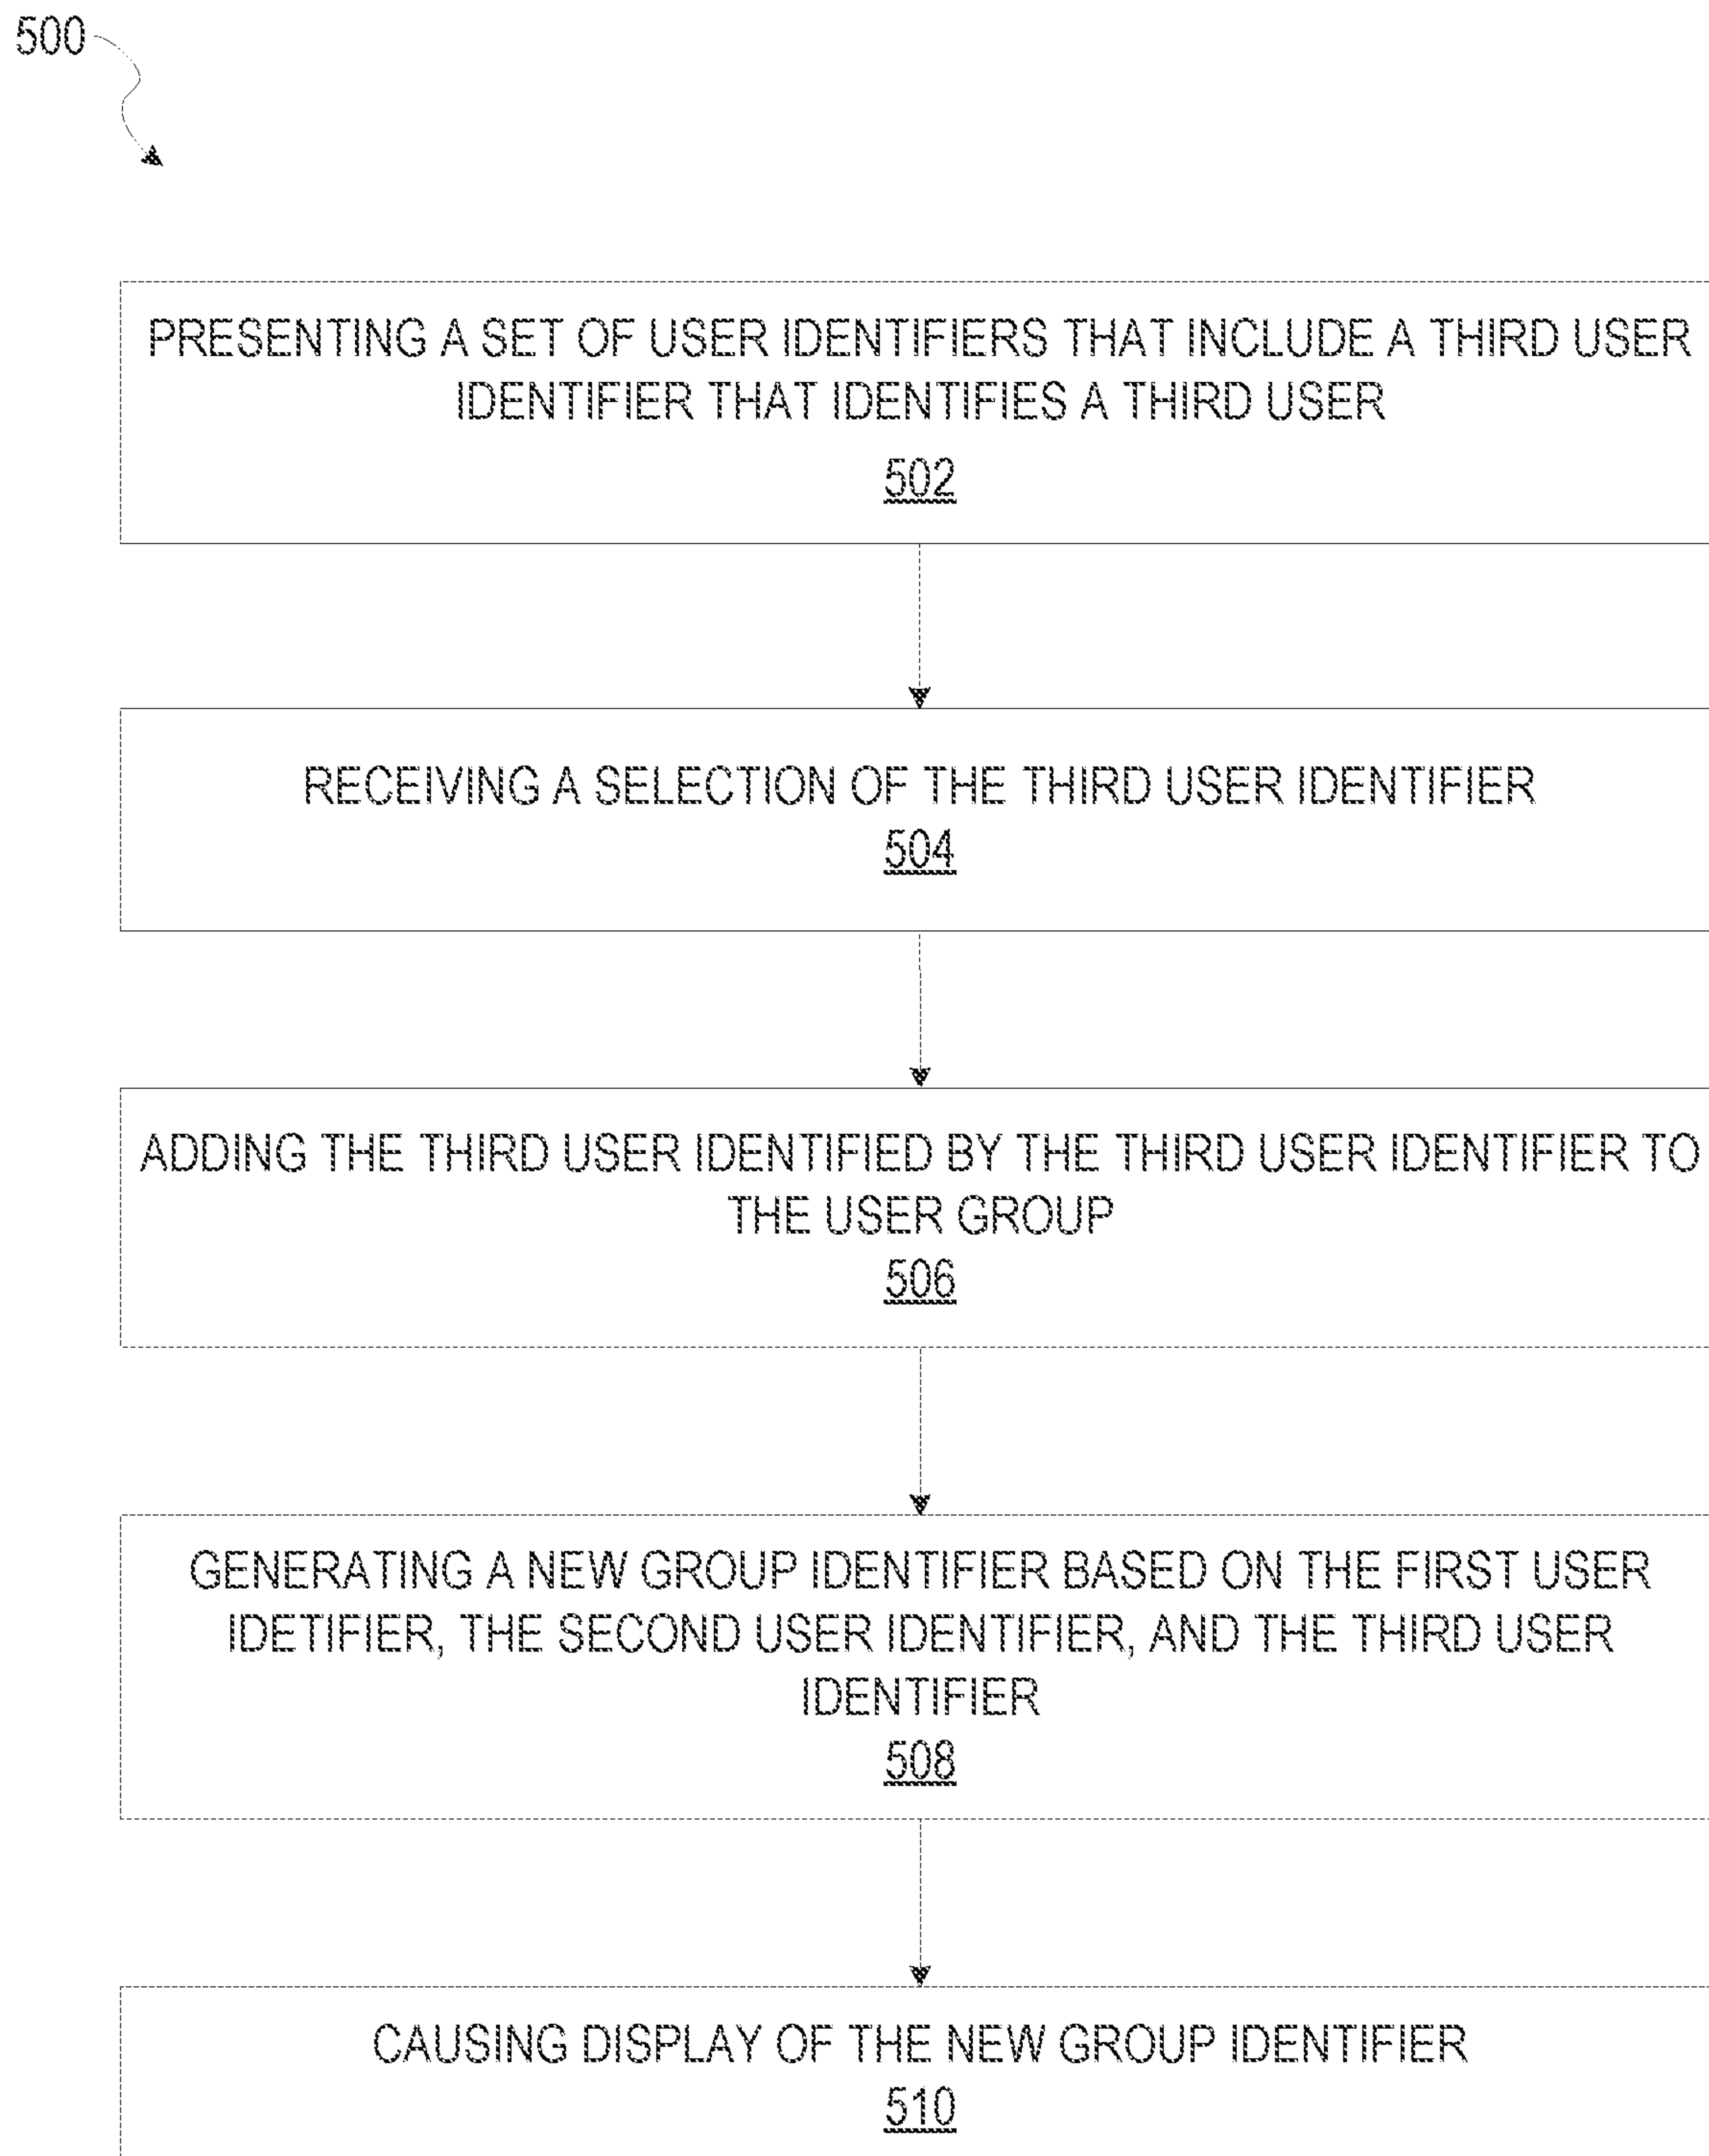 500
PRESENTING A SET OF USER IDENTIFIERS THAT INCLUDE A THIRD USER
IDENTIFIER THAT IDENTIFIES A THIRD USER
502
RECEIVING A SELECTION OF THE THIRD USER IDENTIFIER
504
ADDING THE THIRD USER IDENTIFIED BY THE THIRD USER IDENTIFIER TO
THE USER GROUP
506
GENERATING A NEW GROUP IDENTIFIER BASED ON THE FIRST USER
IDETIFIER, THE SECOND USER IDENTIFIER, AND THE THIRD USER
IDENTIFIER
508
CAUSING DISPLAY OF THE NEW GROUP IDENTIFIER
510